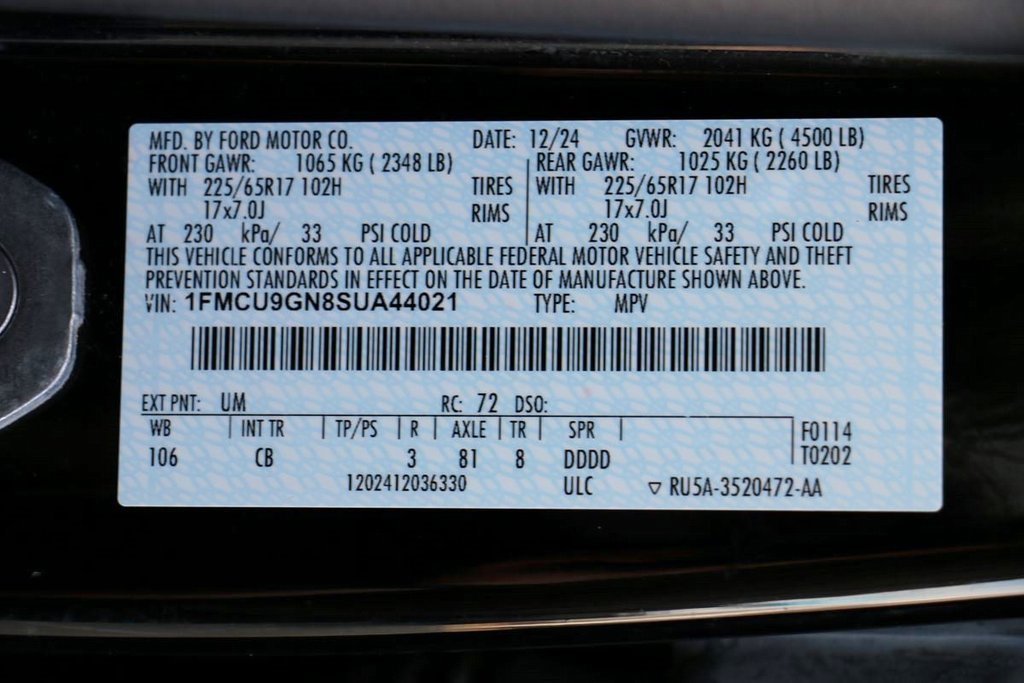 MFD. BY FORD MOTOR CO. DATE: 12/24 GVWR: 2041 KG ( 4500 LB)
FRONT GAWR: 1065 KG ( 2348 LB) REAR GAWR: 1025 KG ( 2260 LB)
WITH 225/65R17 102H TIRES WITH 225/65R17 102H TIRES
17x7.0J RIMS 17x7.0J RIMS
AT 230 kPa/ 33 PSI COLD AT 230 kPa/ 33 PSI COLD
THIS VEHICLE CONFORMS TO ALL APPLICABLE FEDERAL MOTOR VEHICLE SAFETY AND THEFT
PREVENTION STANDARDS IN EFFECT ON THE DATE OF MANUFACTURE SHOWN ABOVE.
VIN: 1FMCU9GN8SUA44021 TYPE: MPV
EXT PNT: UM RC: 72 DSO:
WB INT TR TP/PS R AXLE TR SPR F0114
106 CB 3 81 8 DDDD T0202
1202412036330 ULC ▽ RU5A-3520472-AA